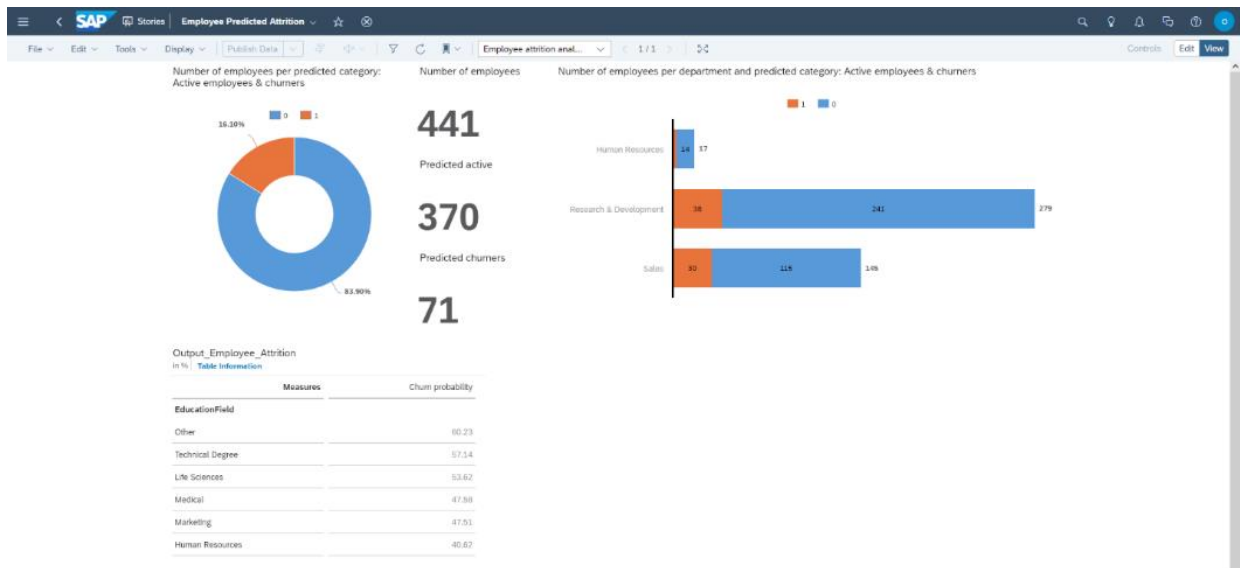 SAP Stories Employee Predicted Attrition
File Edit Tools Display Publish Data Employee attrition anal... 1/1 Controls Edit View
Number of employees per predicted category:
Active employees & churners
0 1
16.10%
83.90%
Number of employees
441
Predicted active
370
Predicted churners
71
Number of employees per department and predicted category: Active employees & churners
1 0
Human Resources 14 17
Research & Development 38 241 279
Sales 30 115 145
Output_Employee_Attrition
in % Table Information
Measures Churn probability
EducationField
Other 60.23
Technical Degree 57.14
Life Sciences 53.62
Medical 47.58
Marketing 47.51
Human Resources 40.62